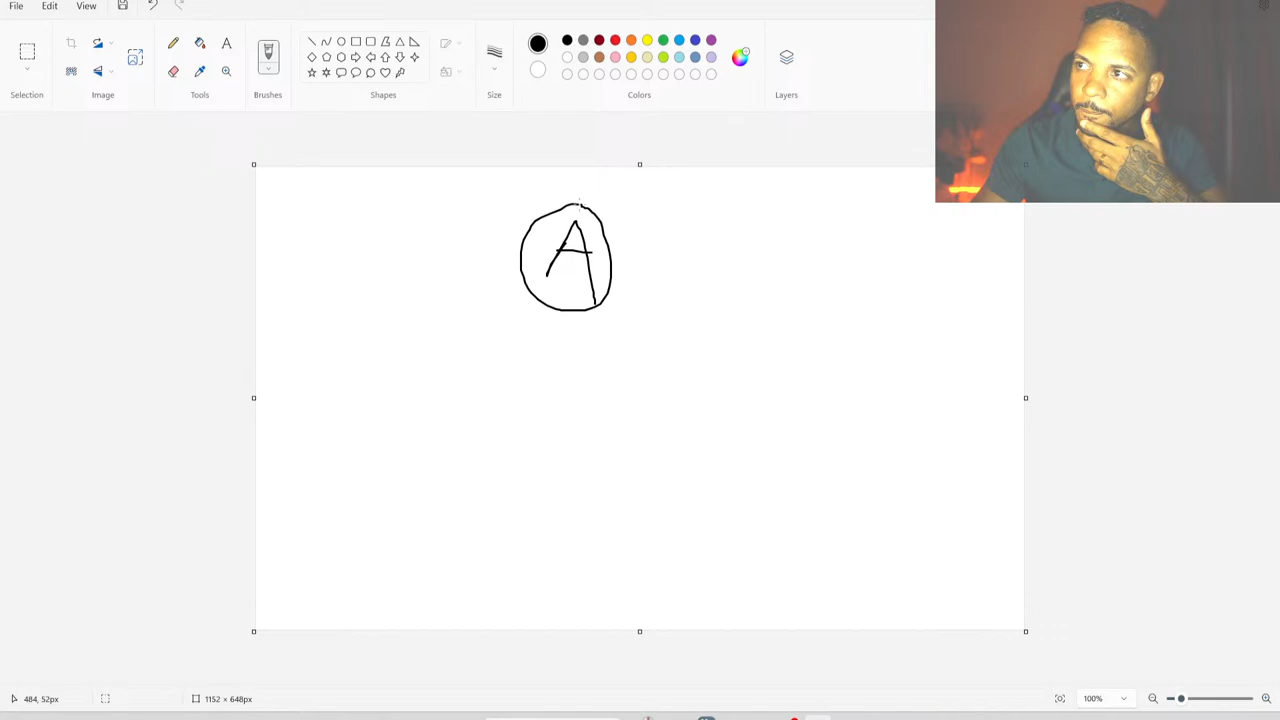 File Edit View
Selection Image Tools Brushes Shapes Size Colors Layers
A
484, 52px 1152 × 648px 100%